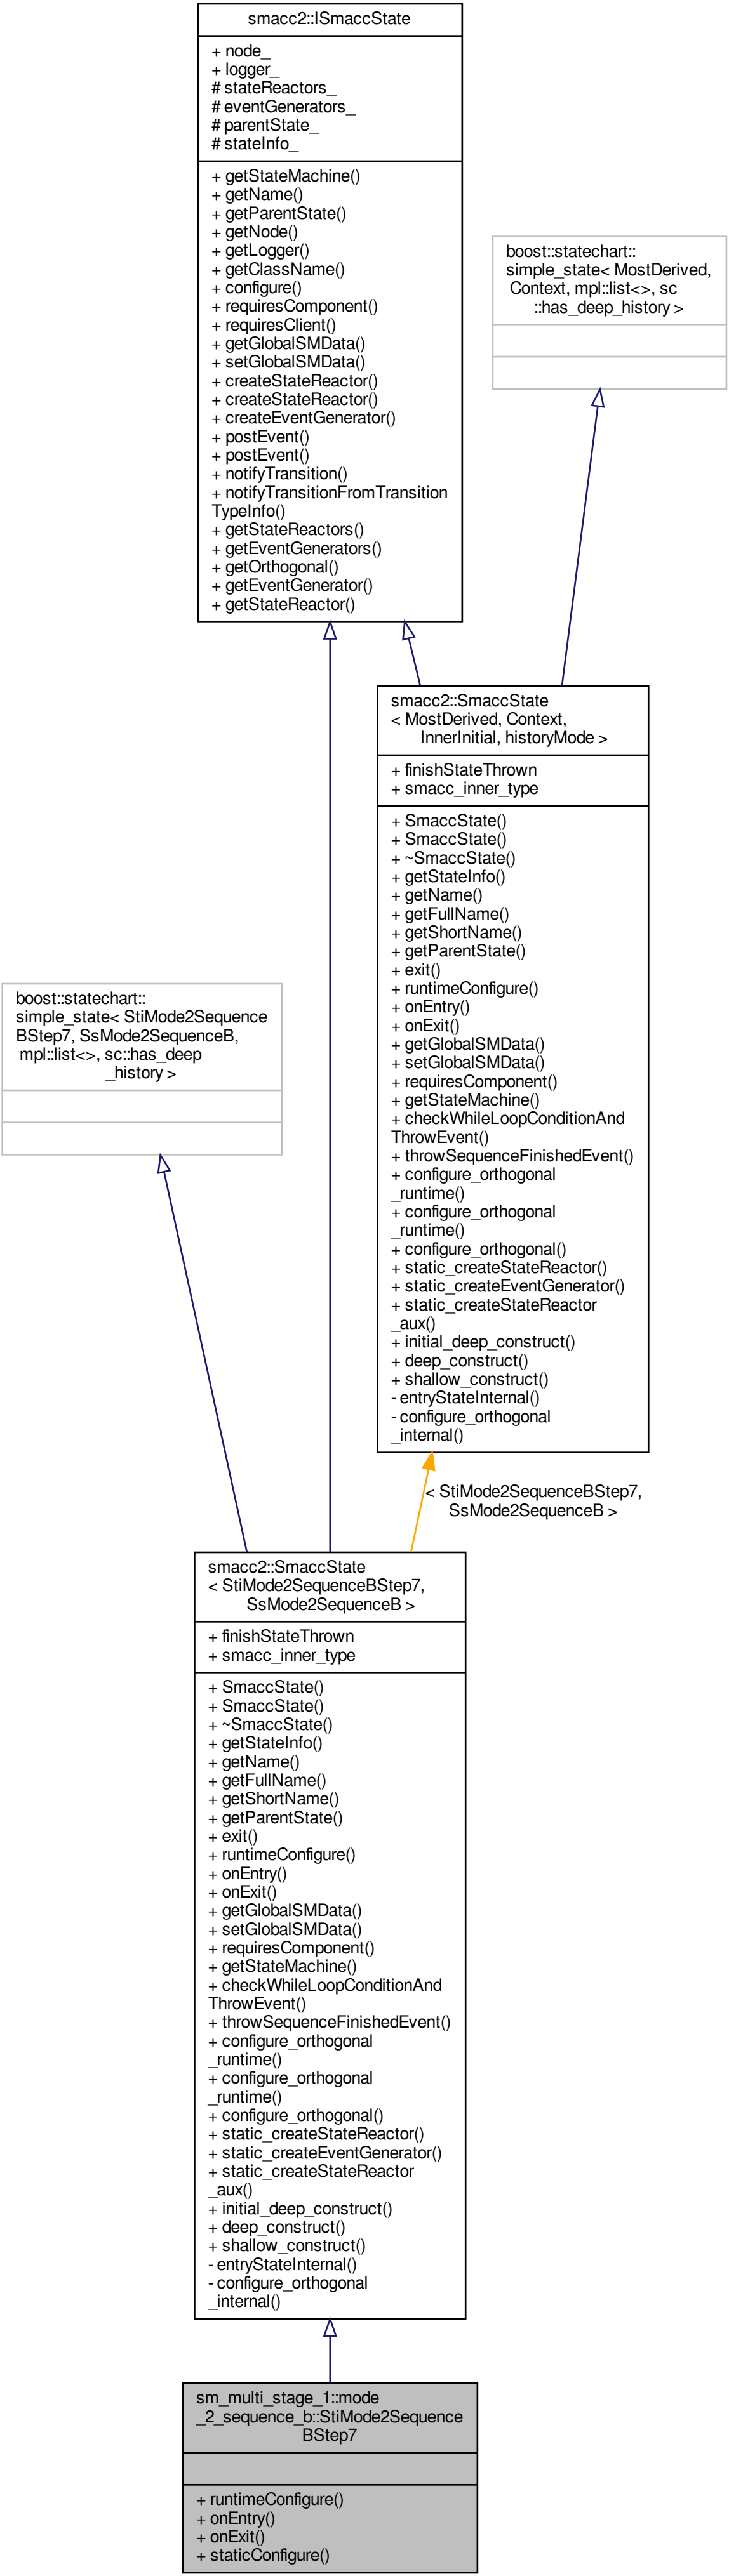 smacc2::ISmaccState
+ node_
+ logger_
# stateReactors_
# eventGenerators_
# parentState_
# stateInfo_
+ getStateMachine()
+ getName()
+ getParentState()
+ getNode()
+ getLogger()
+ getClassName()
+ configure()
+ requiresComponent()
+ requiresClient()
+ getGlobalSMData()
+ setGlobalSMData()
+ createStateReactor()
+ createStateReactor()
+ createEventGenerator()
+ postEvent()
+ postEvent()
+ notifyTransition()
+ notifyTransitionFromTransition
TypeInfo()
+ getStateReactors()
+ getEventGenerators()
+ getOrthogonal()
+ getEventGenerator()
+ getStateReactor()
boost::statechart::
simple_state< MostDerived,
Context, mpl::list<>, sc
::has_deep_history >
smacc2::SmaccState
< MostDerived, Context,
InnerInitial, historyMode >
+ finishStateThrown
+ smacc_inner_type
+ SmaccState()
+ SmaccState()
+ ~SmaccState()
+ getStateInfo()
+ getName()
+ getFullName()
+ getShortName()
+ getParentState()
+ exit()
+ runtimeConfigure()
+ onEntry()
+ onExit()
+ getGlobalSMData()
+ setGlobalSMData()
+ requiresComponent()
+ getStateMachine()
+ checkWhileLoopConditionAnd
ThrowEvent()
+ throwSequenceFinishedEvent()
+ configure_orthogonal
_runtime()
+ configure_orthogonal
_runtime()
+ configure_orthogonal()
+ static_createStateReactor()
+ static_createEventGenerator()
+ static_createStateReactor
_aux()
+ initial_deep_construct()
+ deep_construct()
+ shallow_construct()
- entryStateInternal()
- configure_orthogonal
_internal()
boost::statechart::
simple_state< StiMode2Sequence
BStep7, SsMode2SequenceB,
mpl::list<>, sc::has_deep
_history >
< StiMode2SequenceBStep7,
SsMode2SequenceB >
smacc2::SmaccState
< StiMode2SequenceBStep7,
SsMode2SequenceB >
+ finishStateThrown
+ smacc_inner_type
+ SmaccState()
+ SmaccState()
+ ~SmaccState()
+ getStateInfo()
+ getName()
+ getFullName()
+ getShortName()
+ getParentState()
+ exit()
+ runtimeConfigure()
+ onEntry()
+ onExit()
+ getGlobalSMData()
+ setGlobalSMData()
+ requiresComponent()
+ getStateMachine()
+ checkWhileLoopConditionAnd
ThrowEvent()
+ throwSequenceFinishedEvent()
+ configure_orthogonal
_runtime()
+ configure_orthogonal
_runtime()
+ configure_orthogonal()
+ static_createStateReactor()
+ static_createEventGenerator()
+ static_createStateReactor
_aux()
+ initial_deep_construct()
+ deep_construct()
+ shallow_construct()
- entryStateInternal()
- configure_orthogonal
_internal()
sm_multi_stage_1::mode
_2_sequence_b::StiMode2Sequence
BStep7
+ runtimeConfigure()
+ onEntry()
+ onExit()
+ staticConfigure()